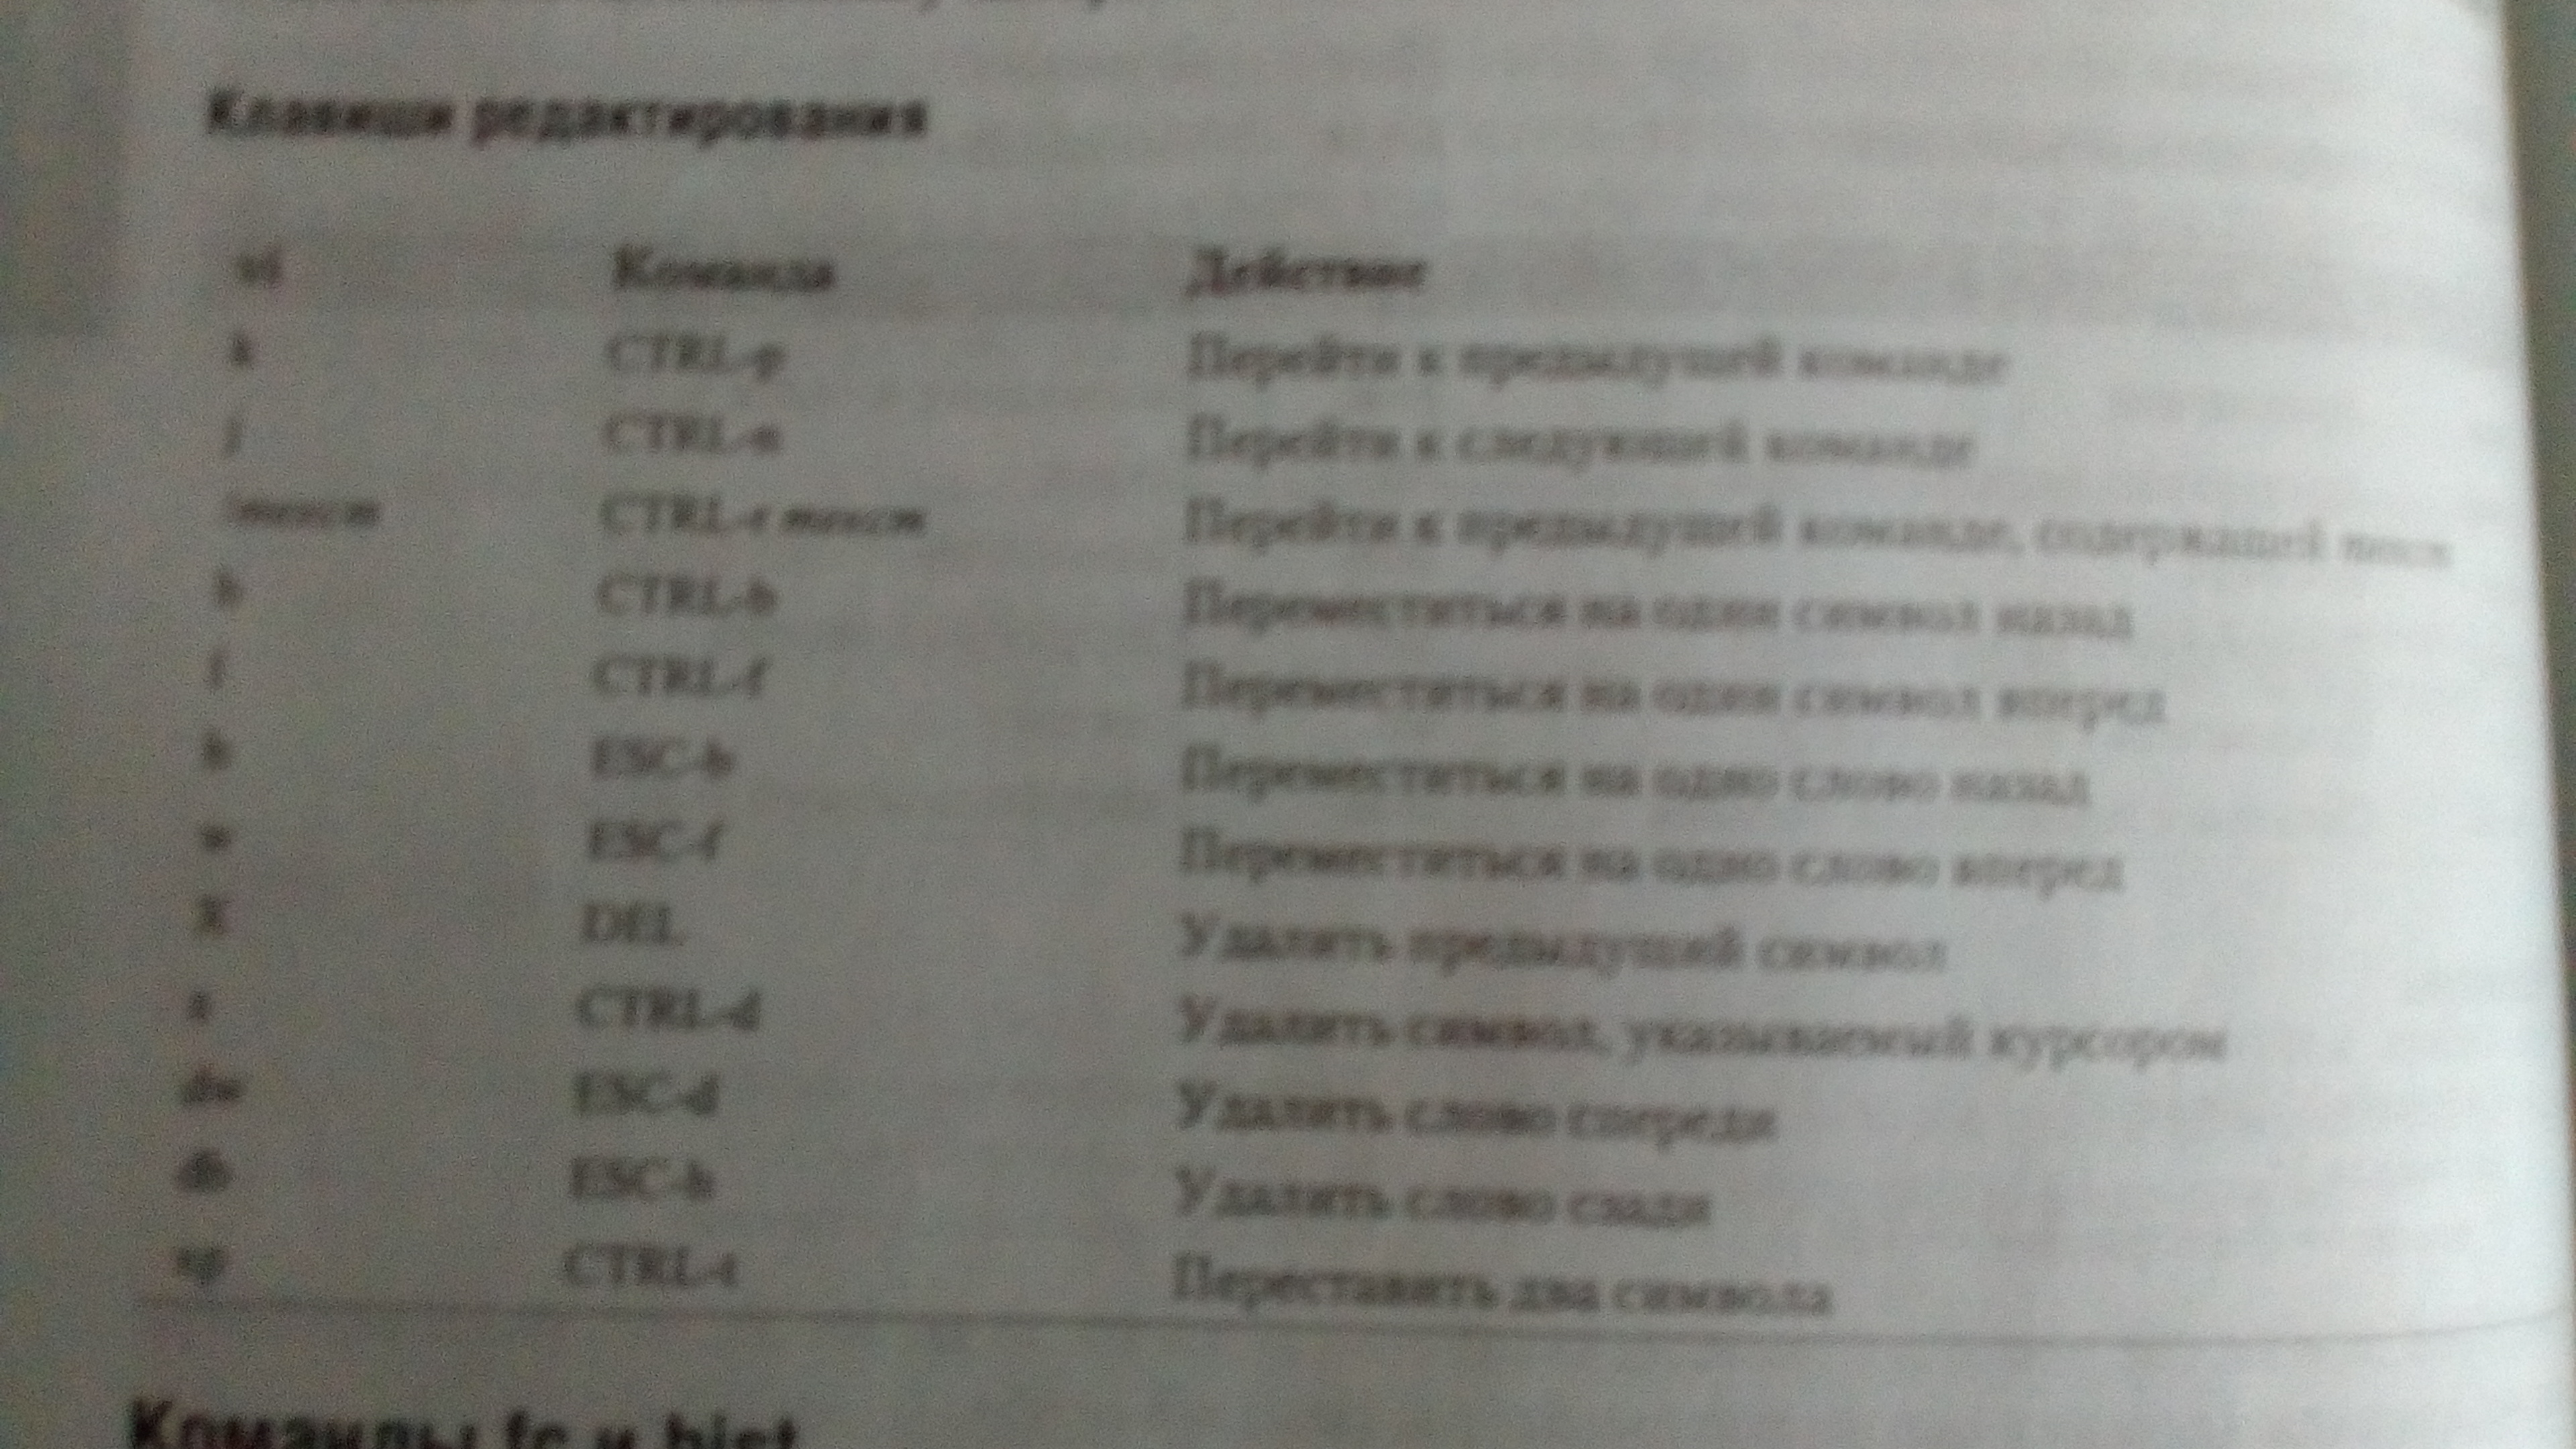 Клавиши редактирования
vi Команда Действие
k CTRL-p Перейти к предыдущей команде
j CTRL-n Перейти к следующей команде
/текст CTRL-r текст Перейти к предыдущей команде, содержащей текст
h CTRL-b Переместиться на один символ назад
CTRL-f Переместиться на один символ вперед
b ESC-b Переместиться на одно слово назад
w ESC-f Переместиться на одно слово вперед
X DEL Удалить предыдущий символ
x CTRL-d Удалить символ, указываемый курсором
dw ESC-d Удалить слово спереди
db ESC-h Удалить слово сзади
xp CTRL-t Переставить два символа
Команды fc и hist